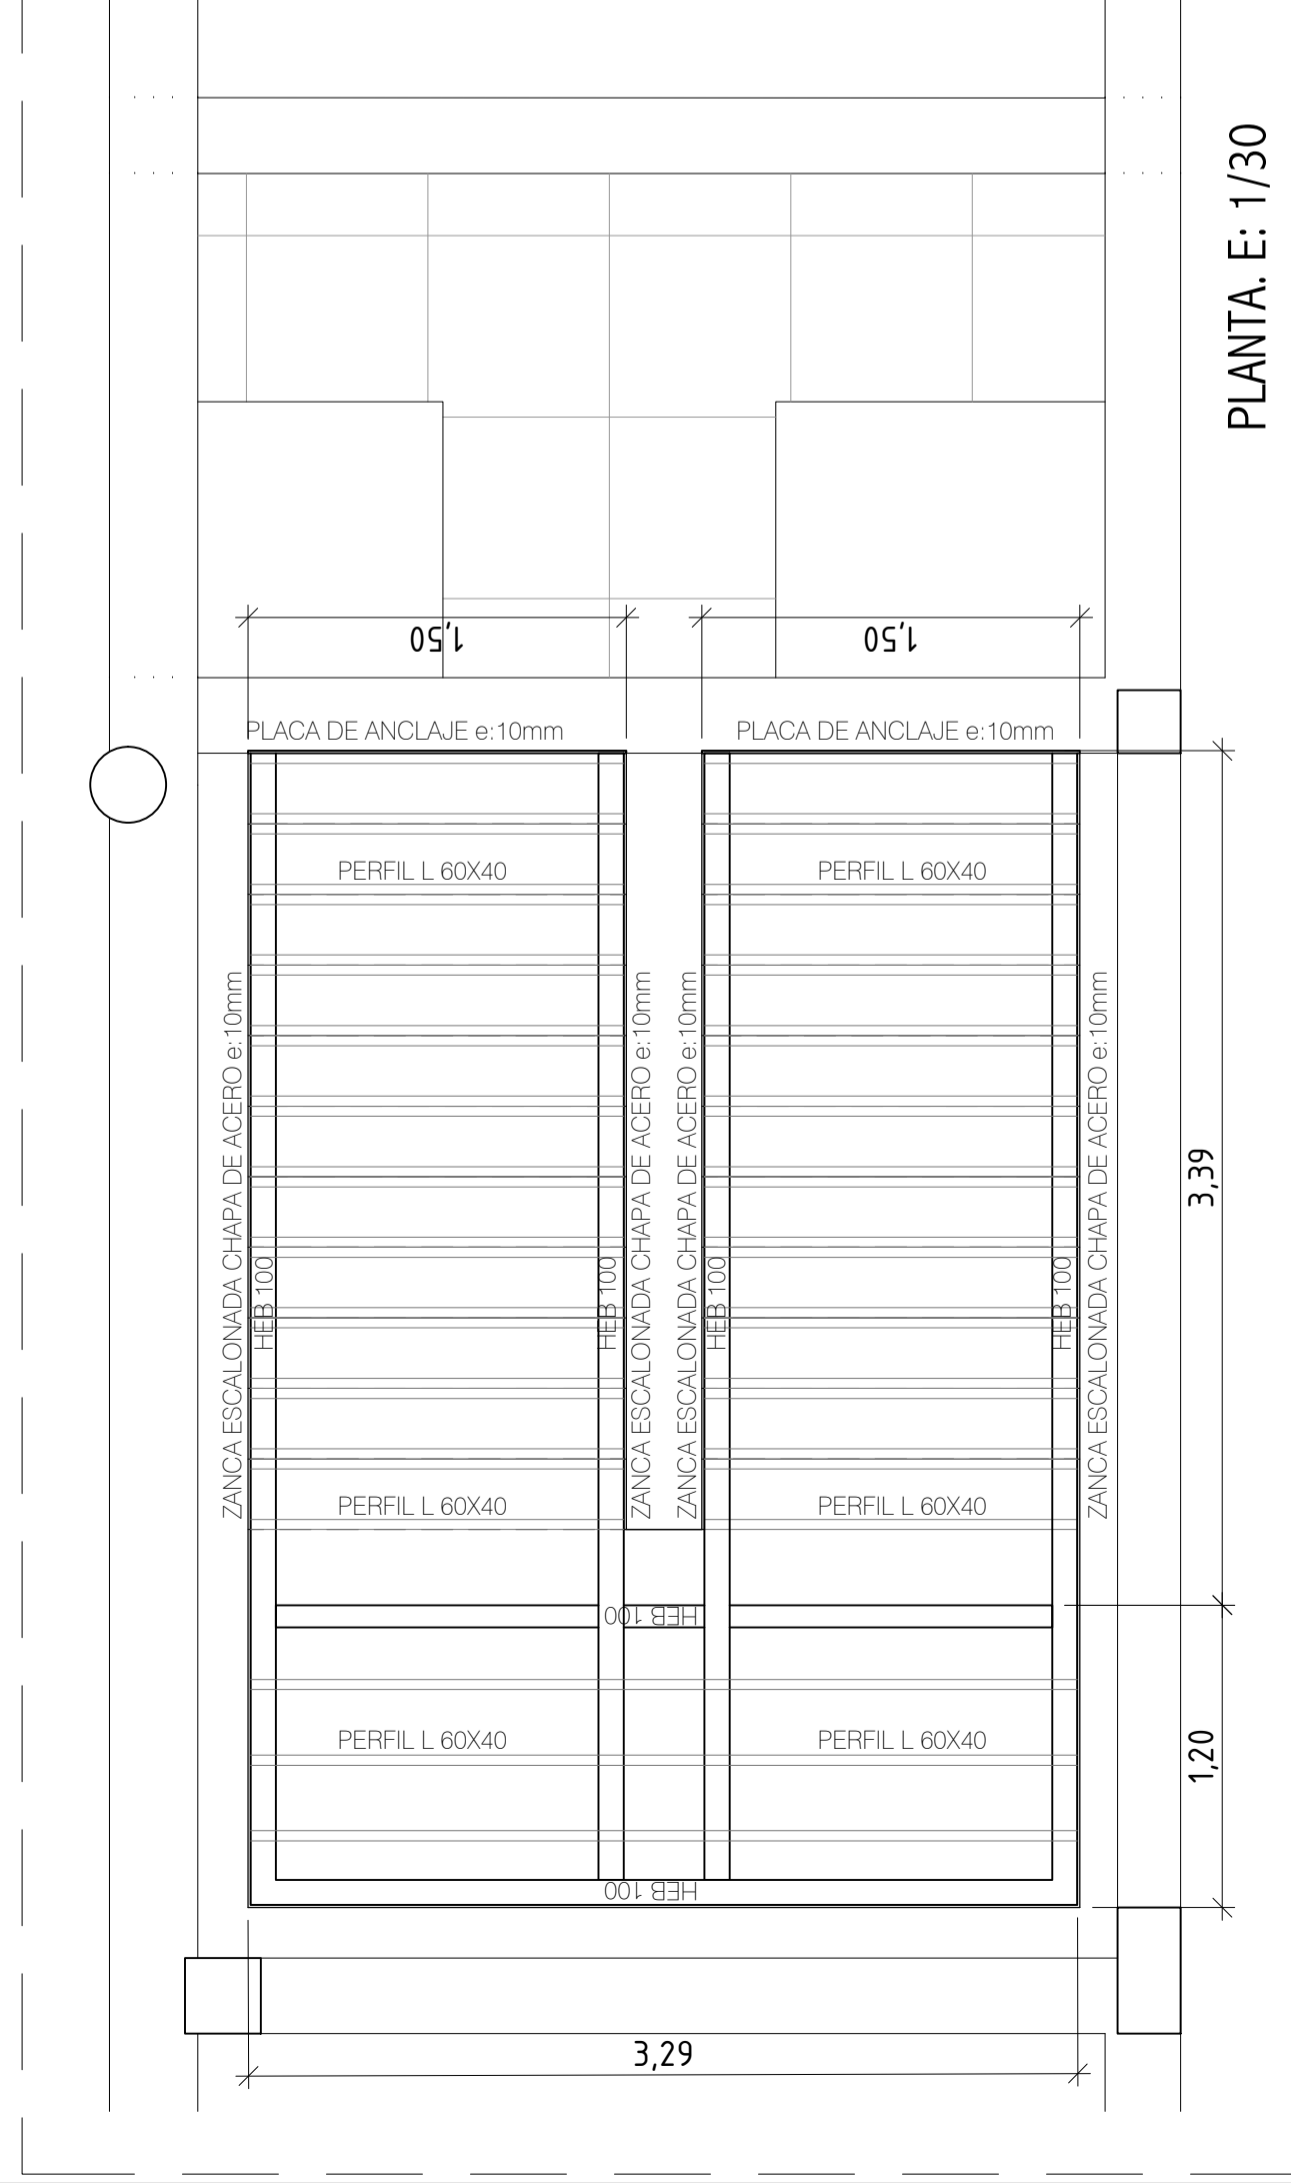 PLANTA. E: 1/30
1,50
1,50
PLACA DE ANCLAJE e:10mm
PLACA DE ANCLAJE e:10mm
PERFIL L 60X40
PERFIL L 60X40
ZANCA ESCALONADA CHAPA DE ACERO e:10mm
HEB 100
HEB 100
ZANCA ESCALONADA CHAPA DE ACERO e:10mm
ZANCA ESCALONADA CHAPA DE ACERO e:10mm
HEB 100
HEB 100
ZANCA ESCALONADA CHAPA DE ACERO e:10mm
3,39
PERFIL L 60X40
PERFIL L 60X40
HEB 100
PERFIL L 60X40
PERFIL L 60X40
1,20
HEB 100
3,29